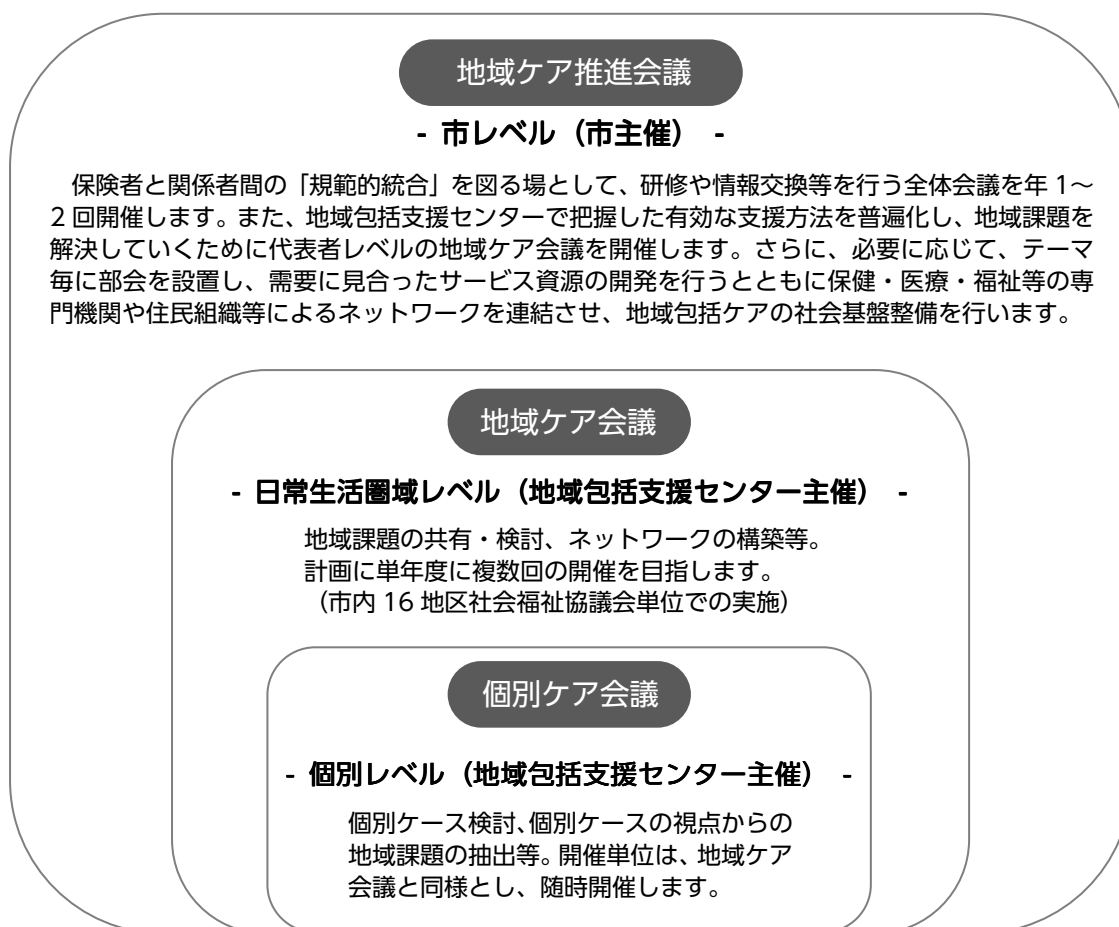 地域ケア推進会議
- 市レベル（市主催） -
保険者と関係者間の「規範的統合」を図る場として、研修や情報交換等を行う全体会議を年 1～
2 回開催します。また、地域包括支援センターで把握した有効な支援方法を普遍化し、地域課題を
解決していくために代表者レベルの地域ケア会議を開催します。さらに、必要に応じて、テーマ
毎に部会を設置し、需要に見合ったサービス資源の開発を行うとともに保健・医療・福祉等の専
門機関や住民組織等によるネットワークを連結させ、地域包括ケアの社会基盤整備を行います。
地域ケア会議
- 日常生活圏域レベル（地域包括支援センター主催） -
地域課題の共有・検討、ネットワークの構築等。
計画に単年度に複数回の開催を目指します。
（市内 16 地区社会福祉協議会単位での実施）
個別ケア会議
- 個別レベル（地域包括支援センター主催） -
個別ケース検討、個別ケースの視点からの
地域課題の抽出等。開催単位は、地域ケア
会議と同様とし、随時開催します。